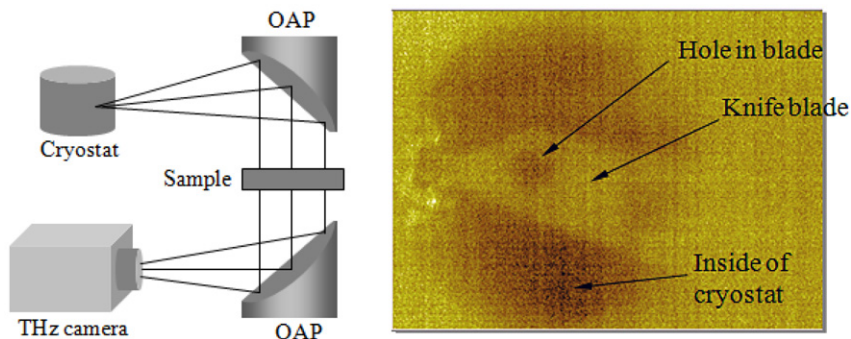 OAP
Cryostat
Sample
THz camera
OAP
Hole in blade
Knife blade
Inside of
cryostat